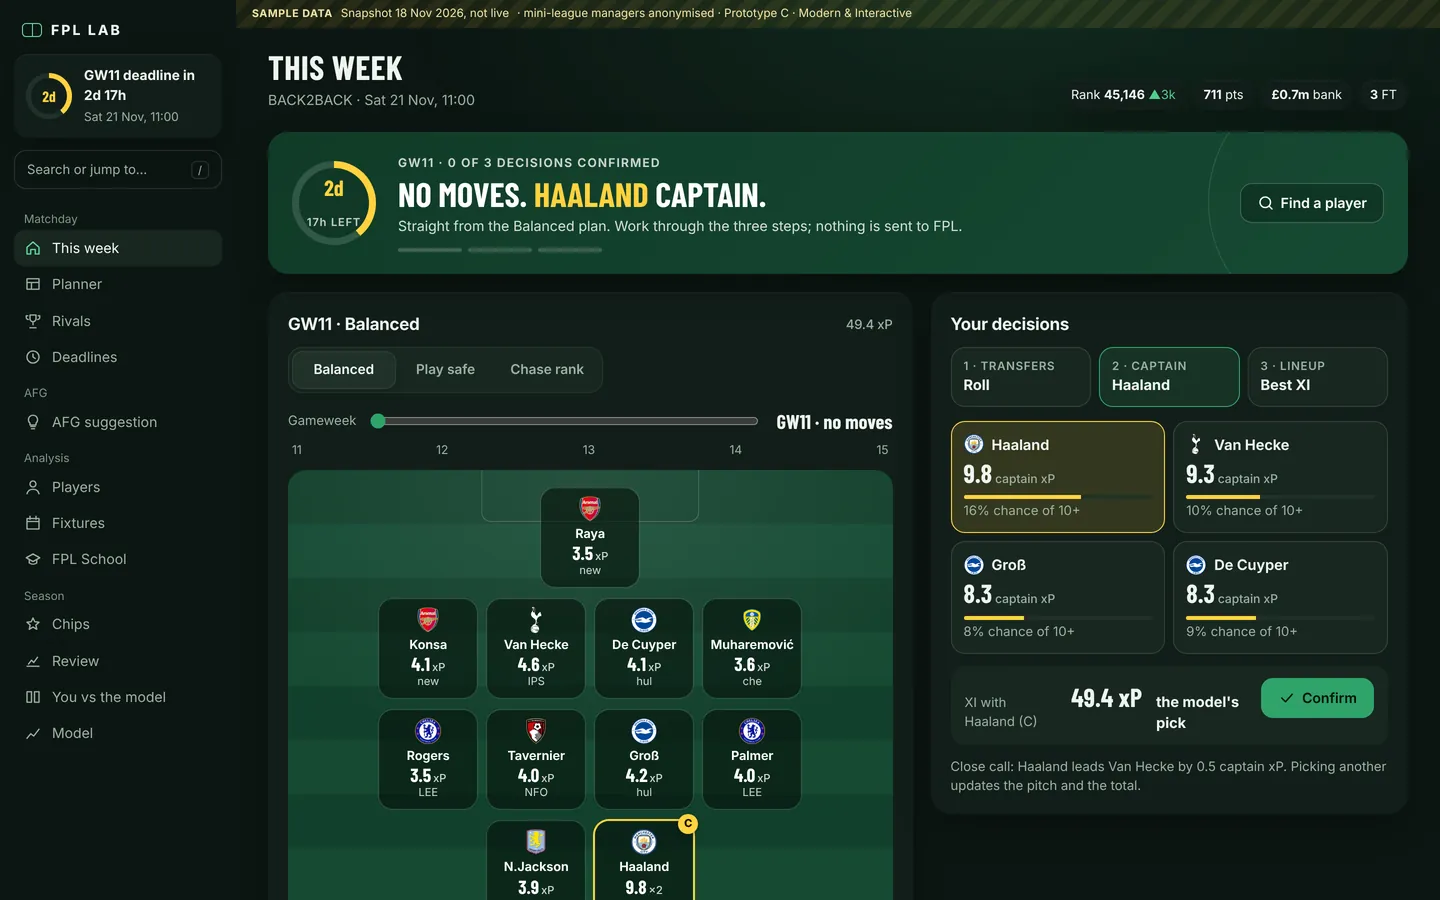 SAMPLE DATA Snapshot 18 Nov 2026, not live · mini-league managers anonymised · Prototype C · Modern & Interactive
FPL LAB
2d
GW11 deadline in
2d 17h
Sat 21 Nov, 11:00
Search or jump to... /
Matchday
This week
Planner
Rivals
Deadlines
AFG
AFG suggestion
Analysis
Players
Fixtures
FPL School
Season
Chips
Review
You vs the model
Model
THIS WEEK
BACK2BACK · Sat 21 Nov, 11:00
Rank 45,146 ▲3k
711 pts
£0.7m bank
3 FT
2d
17h LEFT
GW11 · 0 OF 3 DECISIONS CONFIRMED
NO MOVES. HAALAND CAPTAIN.
Straight from the Balanced plan. Work through the three steps; nothing is sent to FPL.
Find a player
GW11 · Balanced
49.4 xP
Balanced
Play safe
Chase rank
Gameweek
GW11 · no moves
11 12 13 14 15
Raya
3.5 xP
new
Konsa
4.1 xP
new
Van Hecke
4.6 xP
IPS
De Cuyper
4.1 xP
hul
Muharemović
3.6 xP
che
Rogers
3.5 xP
LEE
Tavernier
4.0 xP
NFO
Groß
4.2 xP
hul
Palmer
4.0 xP
LEE
N.Jackson
3.9 xP
C
Haaland
9.8 ×2
Your decisions
1 · TRANSFERS
Roll
2 · CAPTAIN
Haaland
3 · LINEUP
Best XI
Haaland
9.8 captain xP
16% chance of 10+
Van Hecke
9.3 captain xP
10% chance of 10+
Groß
8.3 captain xP
8% chance of 10+
De Cuyper
8.3 captain xP
9% chance of 10+
XI with
Haaland (C)
49.4 xP
the model's
pick
Confirm
Close call: Haaland leads Van Hecke by 0.5 captain xP. Picking another
updates the pitch and the total.